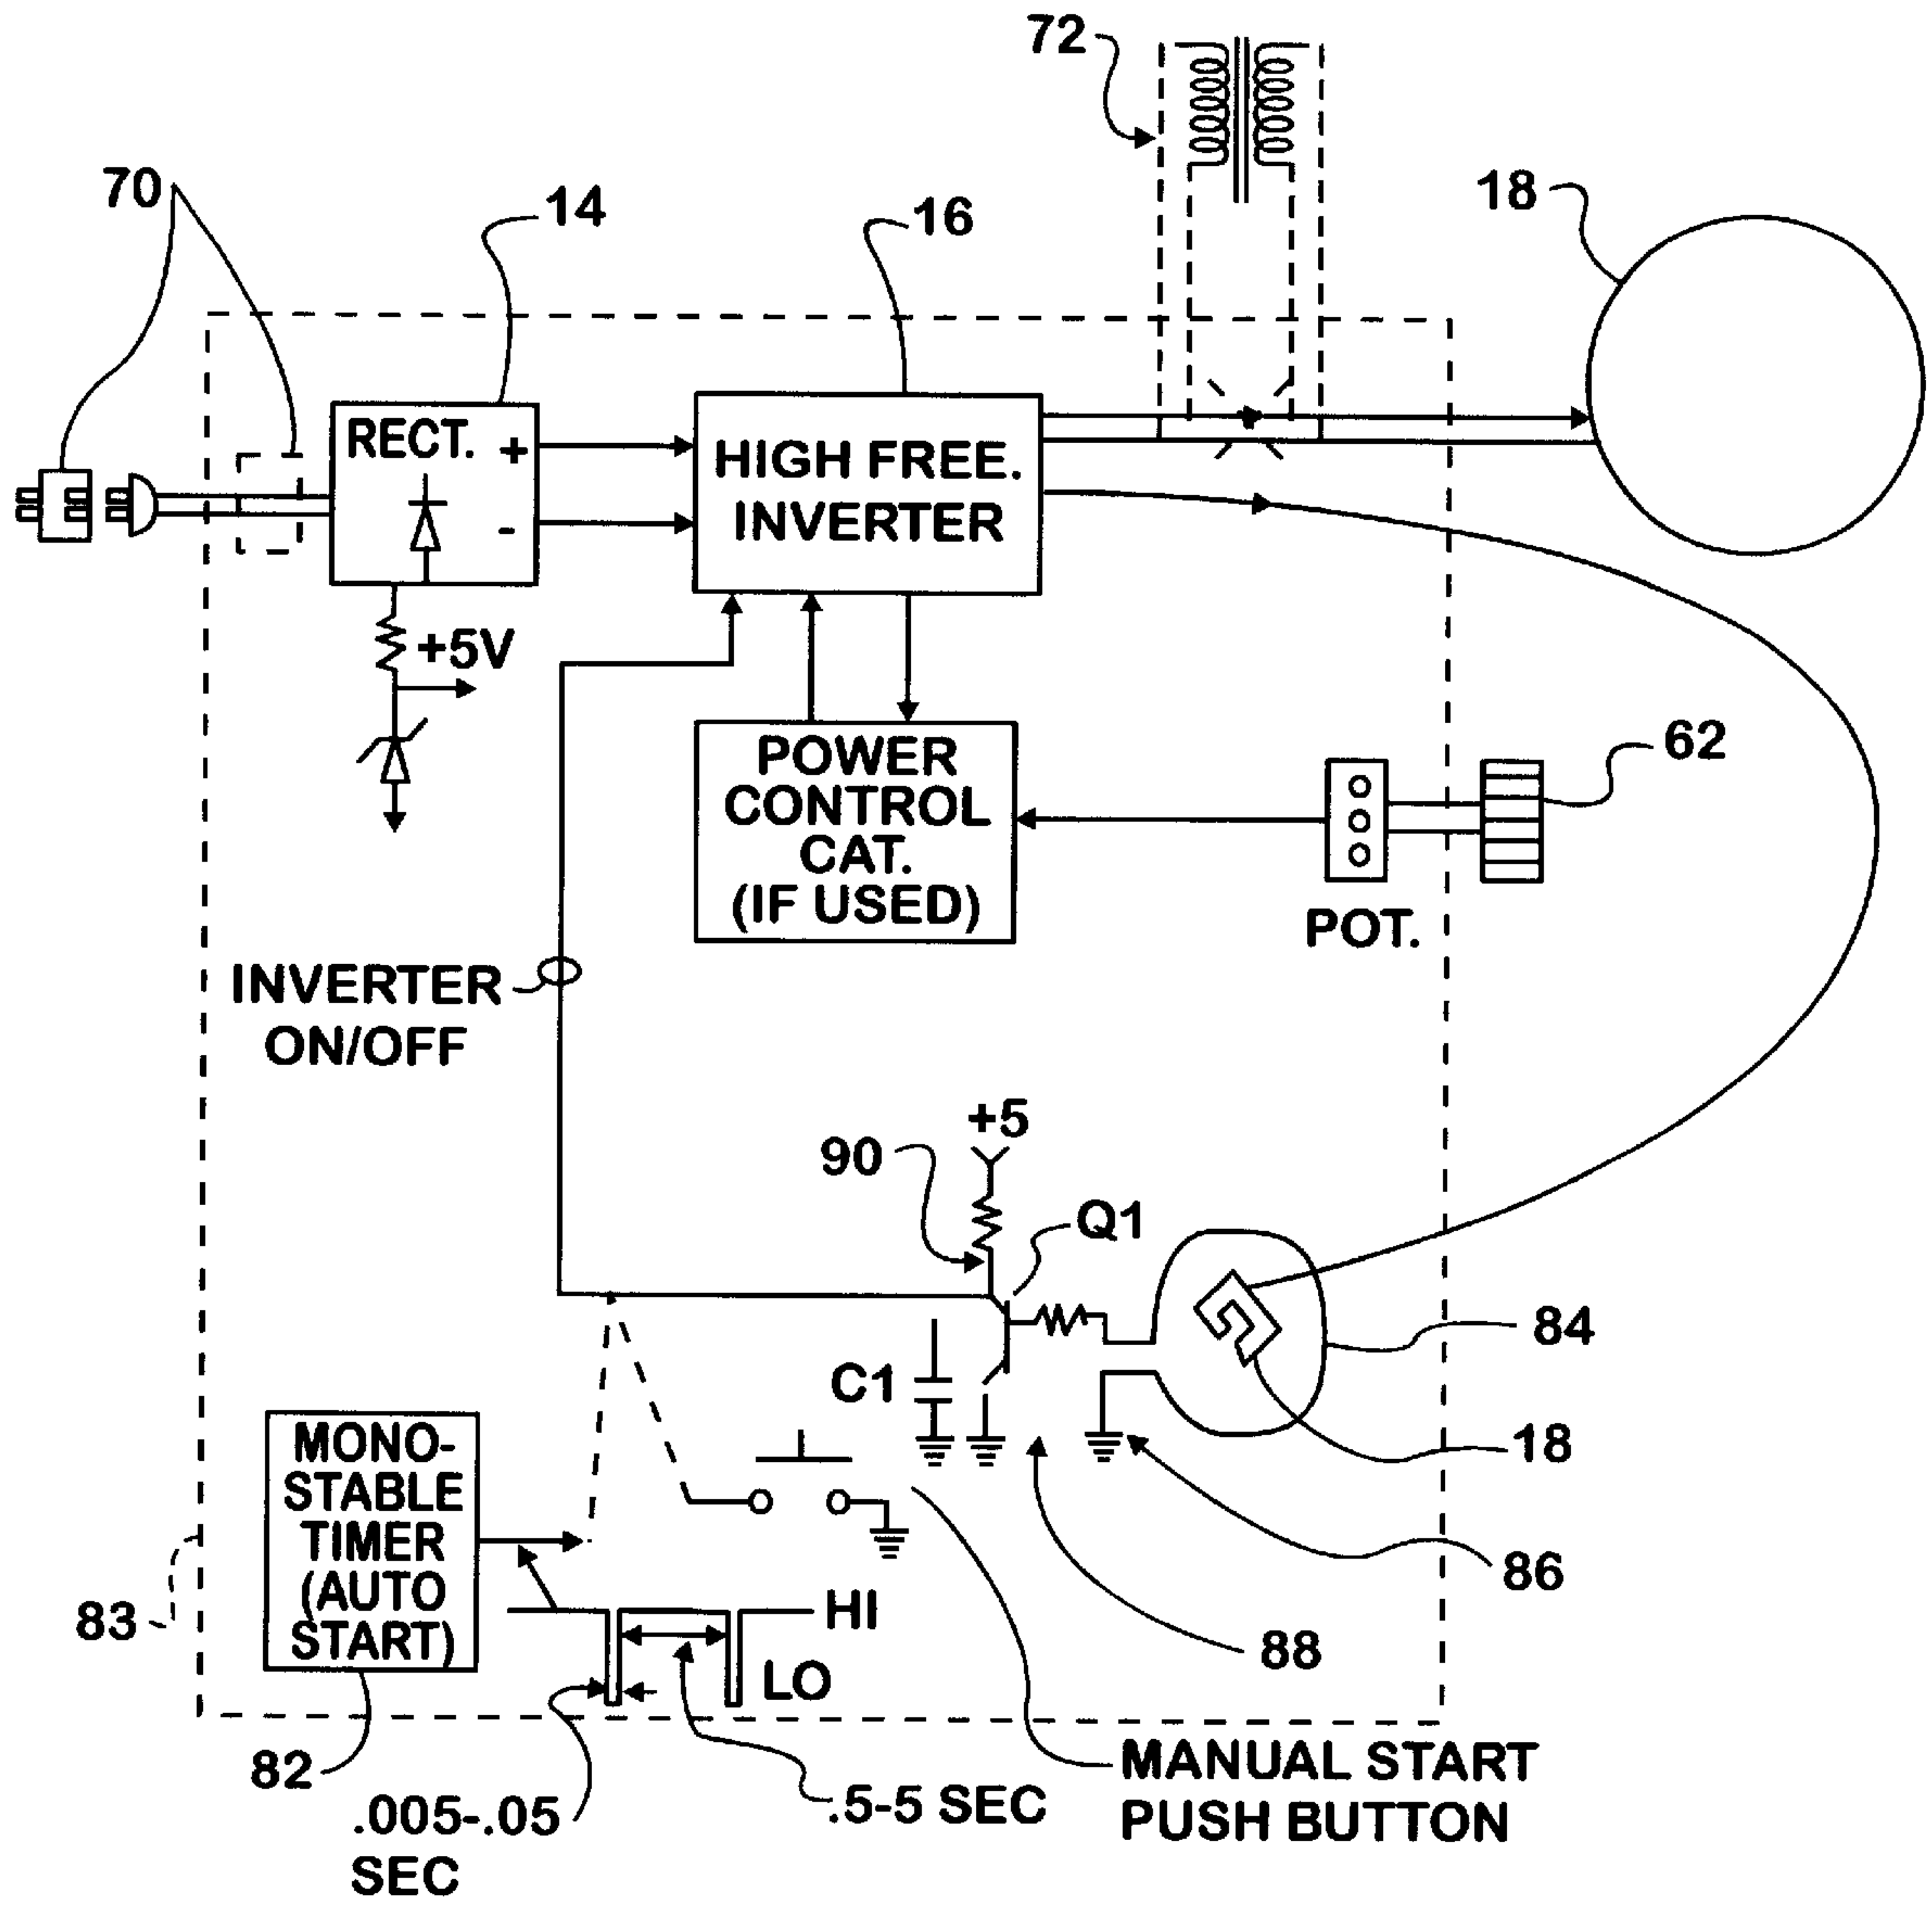 72
70
14
16
18
RECT.
+
-
HIGH FREE.
INVERTER
+5V
POWER
CONTROL
CAT.
(IF USED)
62
POT.
INVERTER
ON/OFF
+5
90
Q1
84
C1
18
MONO-
STABLE
TIMER
(AUTO
START)
86
83
HI
88
LO
82
MANUAL START
PUSH BUTTON
.005-.05
SEC
.5-5 SEC